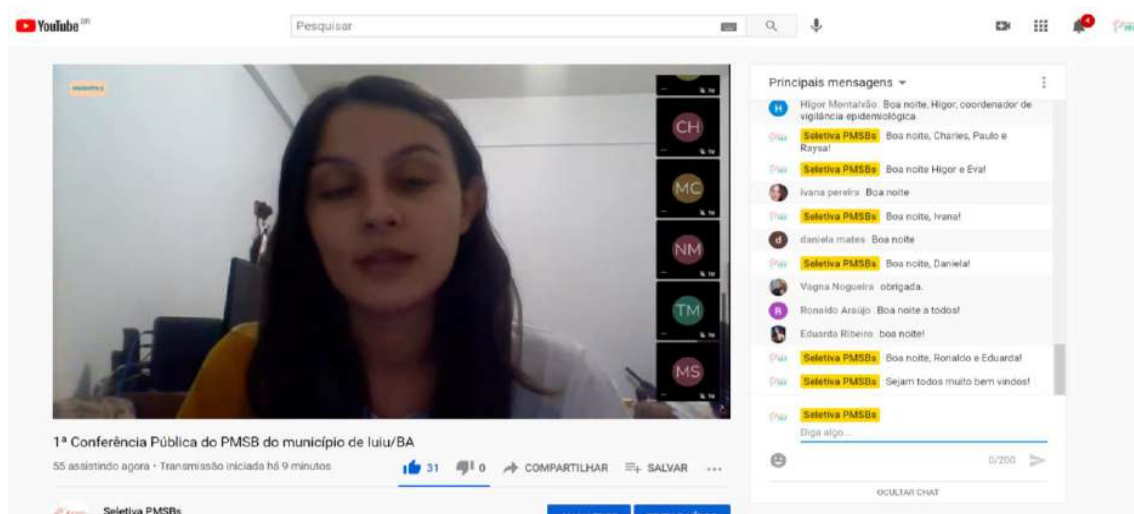 YouTube BR
Pesquisar
4
CH
MC
NM
TM
MS
1ª Conferência Pública do PMSB do município de Iuiu/BA
55 assistindo agora • Transmissão iniciada há 9 minutos
31
0
COMPARTILHAR
SALVAR
Seletiva PMSBs
Principais mensagens
H
Higor Montalvão Boa noite, Higor, coordenador de
vigilância epidemiológica
Seletiva PMSBs Boa noite, Charles, Paulo e
Raysa!
Seletiva PMSBs Boa noite Higor e Eva!
ivana pereira Boa noite
Seletiva PMSBs Boa noite, Ivana!
d
daniela mates Boa noite
Seletiva PMSBs Boa noite, Daniela!
Vagna Nogueira obrigada.
R
Ronaldo Araújo Boa noite a todos!
Eduarda Ribeiro boa noite!
Seletiva PMSBs Boa noite, Ronaldo e Eduarda!
Seletiva PMSBs Sejam todos muito bem vindos!
Seletiva PMSBs
Diga algo...
0/200
OCULTAR CHAT